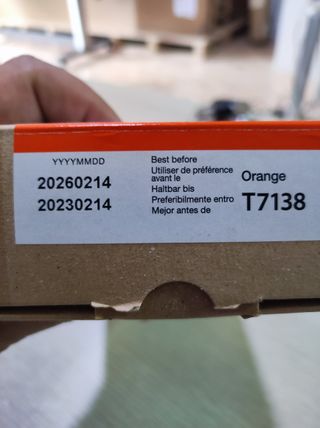 YYYYMMDD
20260214
20230214
Best before
Utiliser de préférence
avant le
Haltbar bis
Preferibilmente entro
Mejor antes de
Orange
T7138